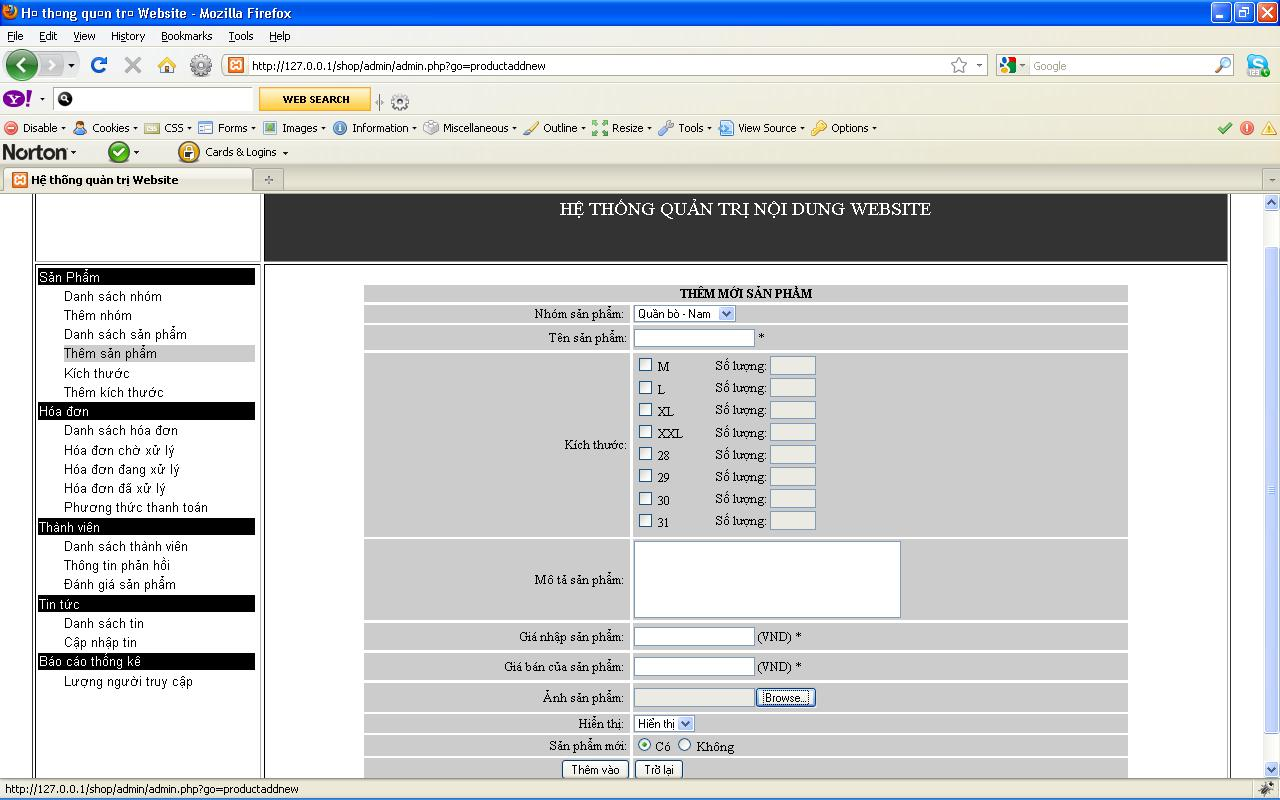 Hệ thống quản trị Website - Mozilla Firefox
File Edit View History Bookmarks Tools Help
http://127.0.0.1/shop/admin/admin.php?go=productaddnew
Google
Y! WEB SEARCH
Disable Cookies CSS Forms Images Information Miscellaneous Outline Resize Tools View Source Options
Norton Cards & Logins
Hệ thống quản trị Website
HỆ THỐNG QUẢN TRỊ NỘI DUNG WEBSITE
Sản Phẩm
Danh sách nhóm
Thêm nhóm
Danh sách sản phẩm
Thêm sản phẩm
Kích thước
Thêm kích thước
Hóa đơn
Danh sách hóa đơn
Hóa đơn chờ xử lý
Hóa đơn đang xử lý
Hóa đơn đã xử lý
Phương thức thanh toán
Thành viên
Danh sách thành viên
Thông tin phản hồi
Đánh giá sản phẩm
Tin tức
Danh sách tin
Cập nhập tin
Báo cáo thống kê
Lượng người truy cập
THÊM MỚI SẢN PHẨM
Nhóm sản phẩm: Quần bò - Nam
Tên sản phẩm: *
Kích thước:
M Số lượng:
L Số lượng:
XL Số lượng:
XXL Số lượng:
28 Số lượng:
29 Số lượng:
30 Số lượng:
31 Số lượng:
Mô tả sản phẩm:
Giá nhập sản phẩm: (VND) *
Giá bán của sản phẩm: (VND) *
Ảnh sản phẩm: Browse...
Hiển thị: Hiển thị
Sản phẩm mới: Có Không
Thêm vào Trở lại
http://127.0.0.1/shop/admin/admin.php?go=productaddnew